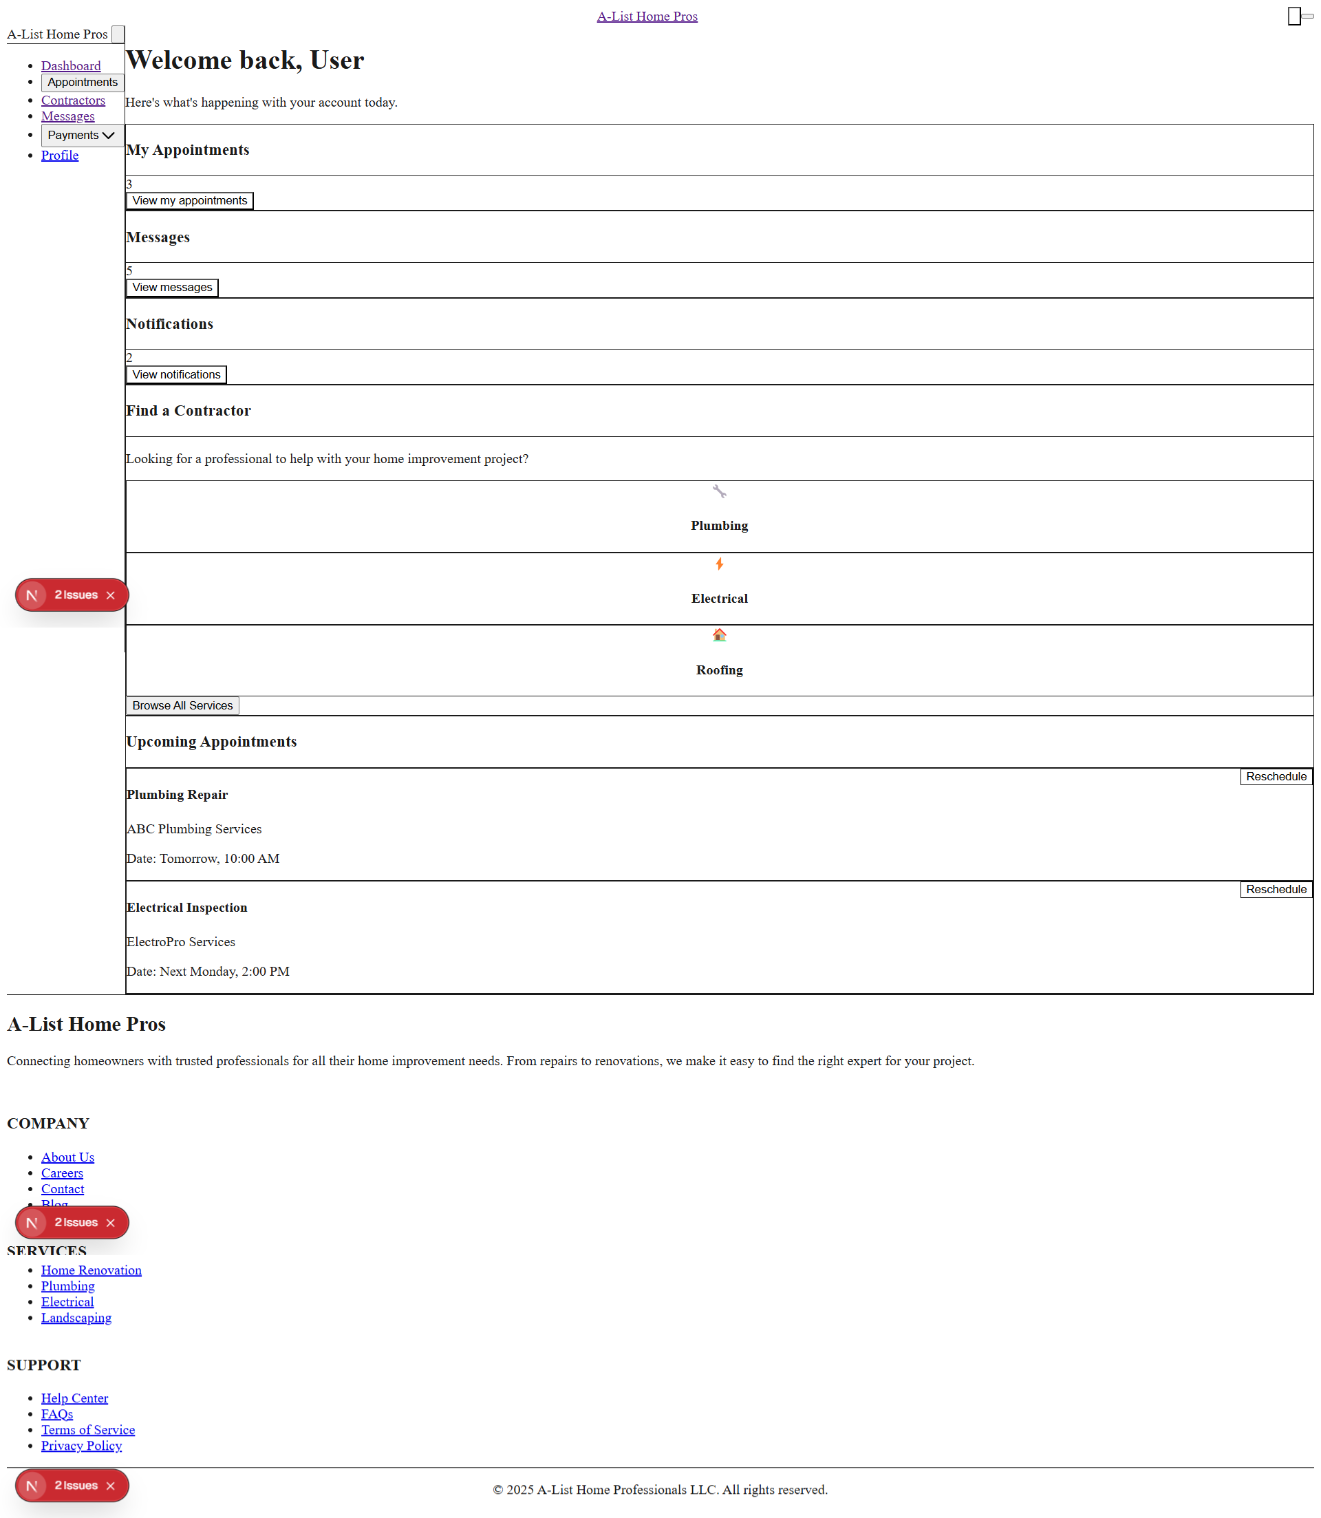 A-List Home Pros
A-List Home Pros
Dashboard
Appointments
Contractors
Messages
Payments
Profile
Welcome back, User
Here's what's happening with your account today.
My Appointments
3
View my appointments
Messages
5
View messages
Notifications
2
View notifications
Find a Contractor
Looking for a professional to help with your home improvement project?
Plumbing
Electrical
Roofing
Browse All Services
N 2 Issues ×
Upcoming Appointments
Reschedule
Plumbing Repair
ABC Plumbing Services
Date: Tomorrow, 10:00 AM
Reschedule
Electrical Inspection
ElectroPro Services
Date: Next Monday, 2:00 PM
A-List Home Pros
Connecting homeowners with trusted professionals for all their home improvement needs. From repairs to renovations, we make it easy to find the right expert for your project.
COMPANY
About Us
Careers
Contact
Blog
N 2 Issues ×
SERVICES
Home Renovation
Plumbing
Electrical
Landscaping
SUPPORT
Help Center
FAQs
Terms of Service
Privacy Policy
N 2 Issues ×
© 2025 A-List Home Professionals LLC. All rights reserved.